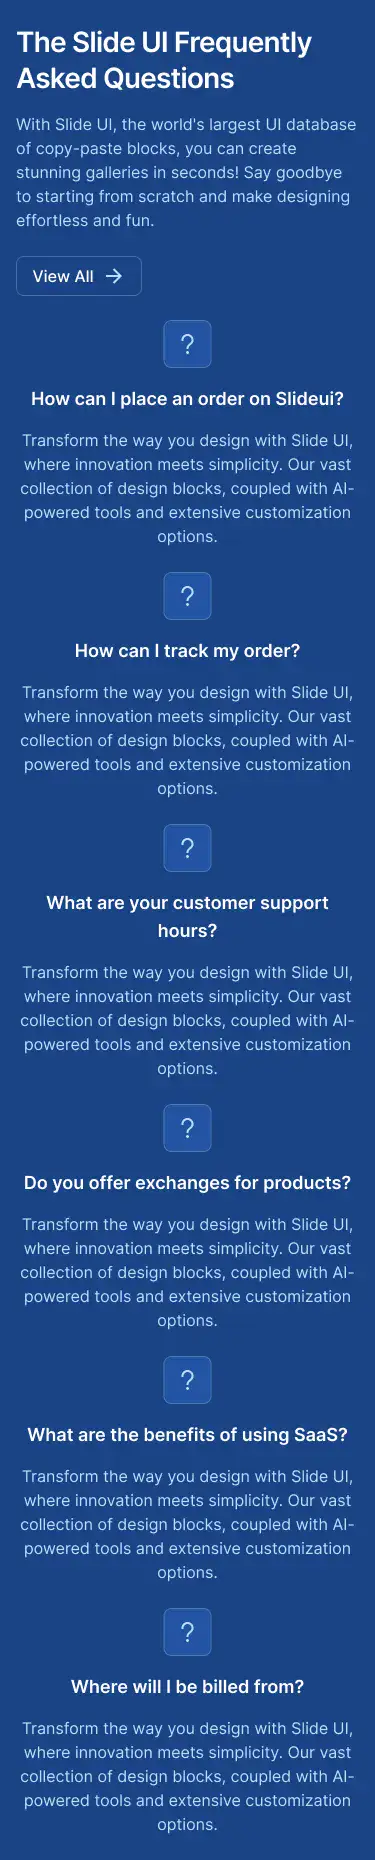 The Slide UI Frequently
Asked Questions
With Slide UI, the world's largest UI database
of copy-paste blocks, you can create
stunning galleries in seconds! Say goodbye
to starting from scratch and make designing
effortless and fun.
View All
?
How can I place an order on Slideui?
Transform the way you design with Slide UI,
where innovation meets simplicity. Our vast
collection of design blocks, coupled with AI-
powered tools and extensive customization
options.
?
How can I track my order?
Transform the way you design with Slide UI,
where innovation meets simplicity. Our vast
collection of design blocks, coupled with AI-
powered tools and extensive customization
options.
?
What are your customer support
hours?
Transform the way you design with Slide UI,
where innovation meets simplicity. Our vast
collection of design blocks, coupled with AI-
powered tools and extensive customization
options.
?
Do you offer exchanges for products?
Transform the way you design with Slide UI,
where innovation meets simplicity. Our vast
collection of design blocks, coupled with AI-
powered tools and extensive customization
options.
?
What are the benefits of using SaaS?
Transform the way you design with Slide UI,
where innovation meets simplicity. Our vast
collection of design blocks, coupled with AI-
powered tools and extensive customization
options.
?
Where will I be billed from?
Transform the way you design with Slide UI,
where innovation meets simplicity. Our vast
collection of design blocks, coupled with AI-
powered tools and extensive customization
options.